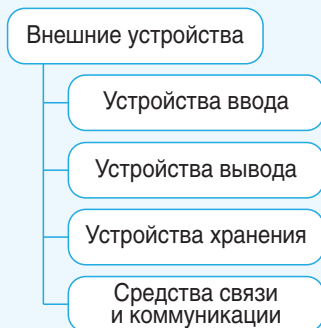 Внешние устройства
Устройства ввода
Устройства вывода
Устройства хранения
Средства связи
и коммуникации